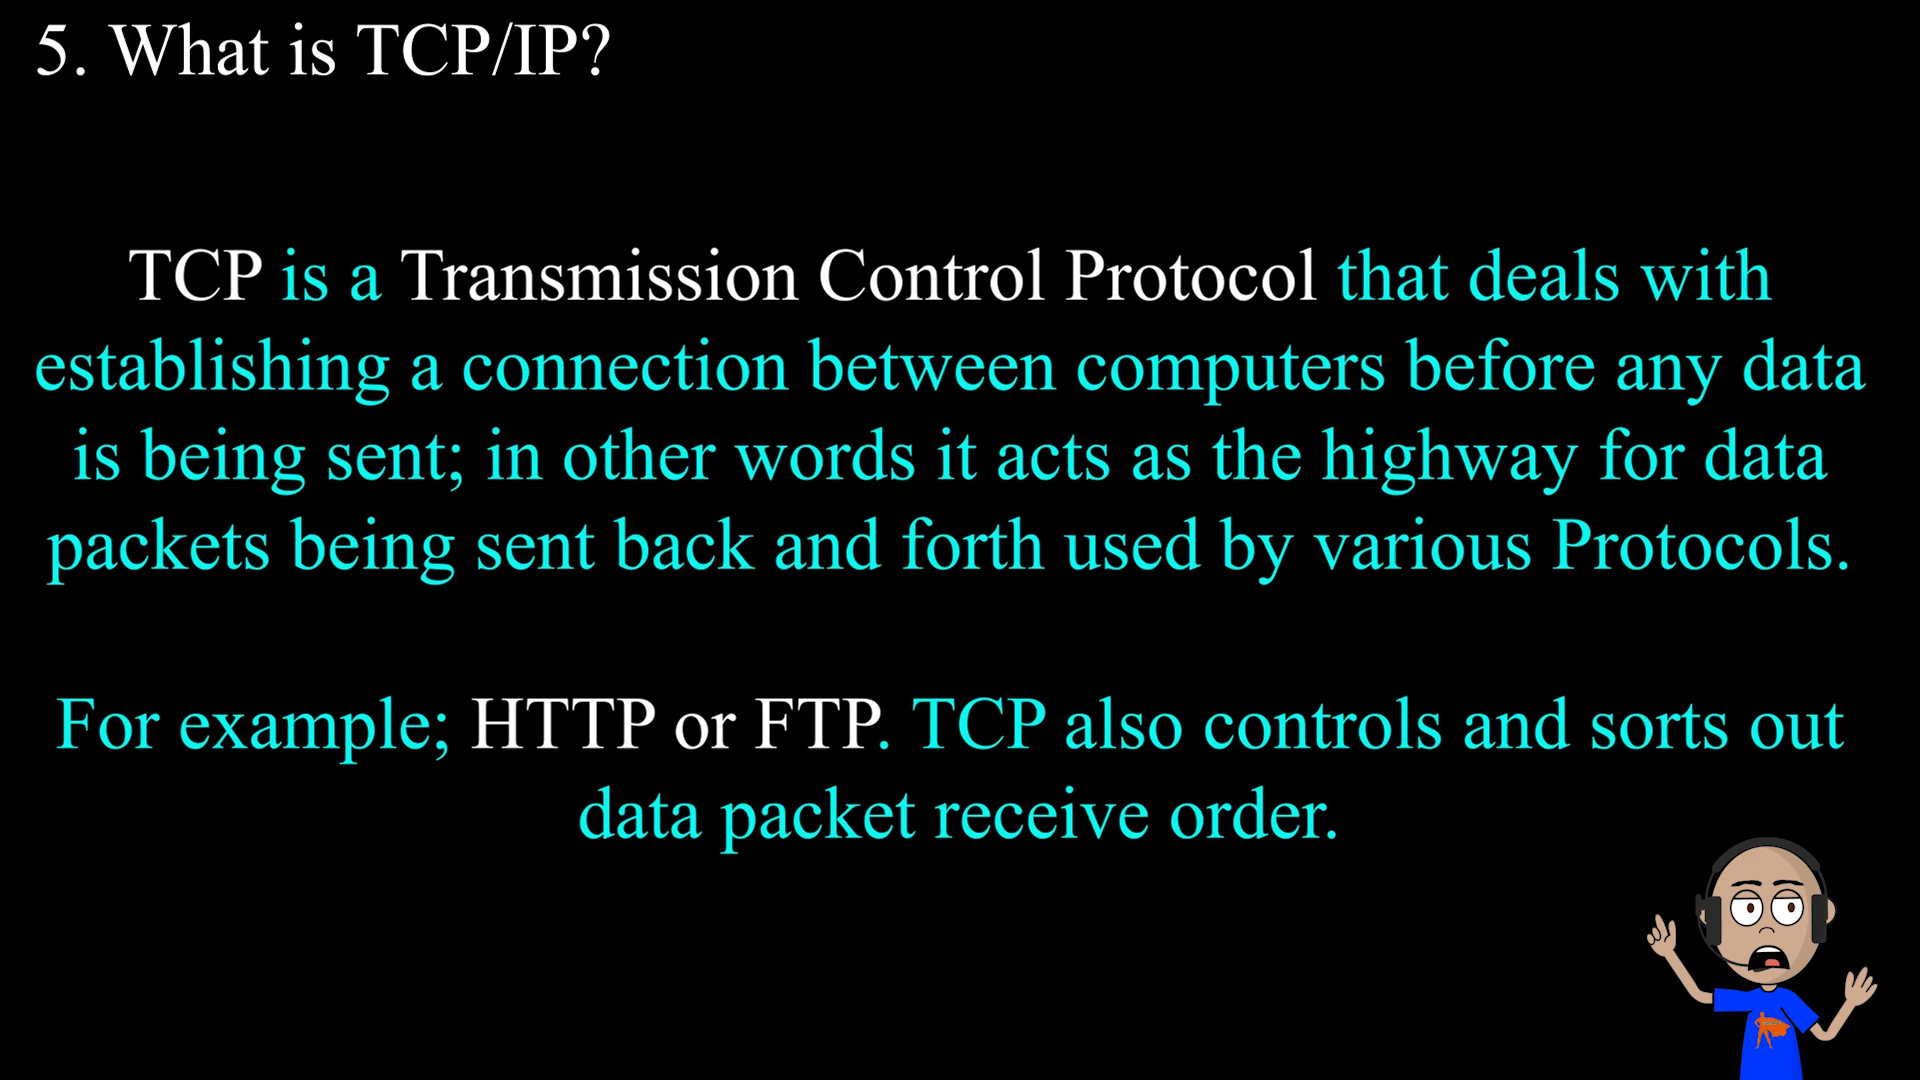 5. What is TCP/IP?
TCP is a Transmission Control Protocol that deals with
establishing a connection between computers before any data
is being sent; in other words it acts as the highway for data
packets being sent back and forth used by various Protocols.
For example; HTTP or FTP. TCP also controls and sorts out
data packet receive order.